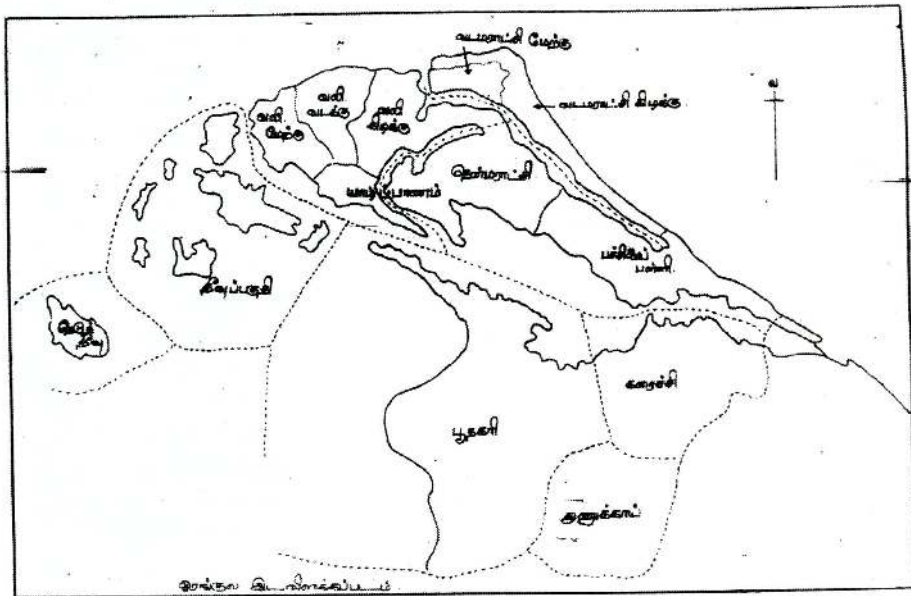 வடமராட்சி மேற்கு
வடமராட்சி கிழக்கு
வ
வலி
வடக்கு
வலி
மேற்கு
வலி
கிழக்கு
தென்மராட்சி
யாழ்ப்பாணம்
பச்சிலைப்
பள்ளி
தீவுப்பகுதி
நெடுந்
தீவு
கரைச்சி
பூநகரி
துணுக்காய்